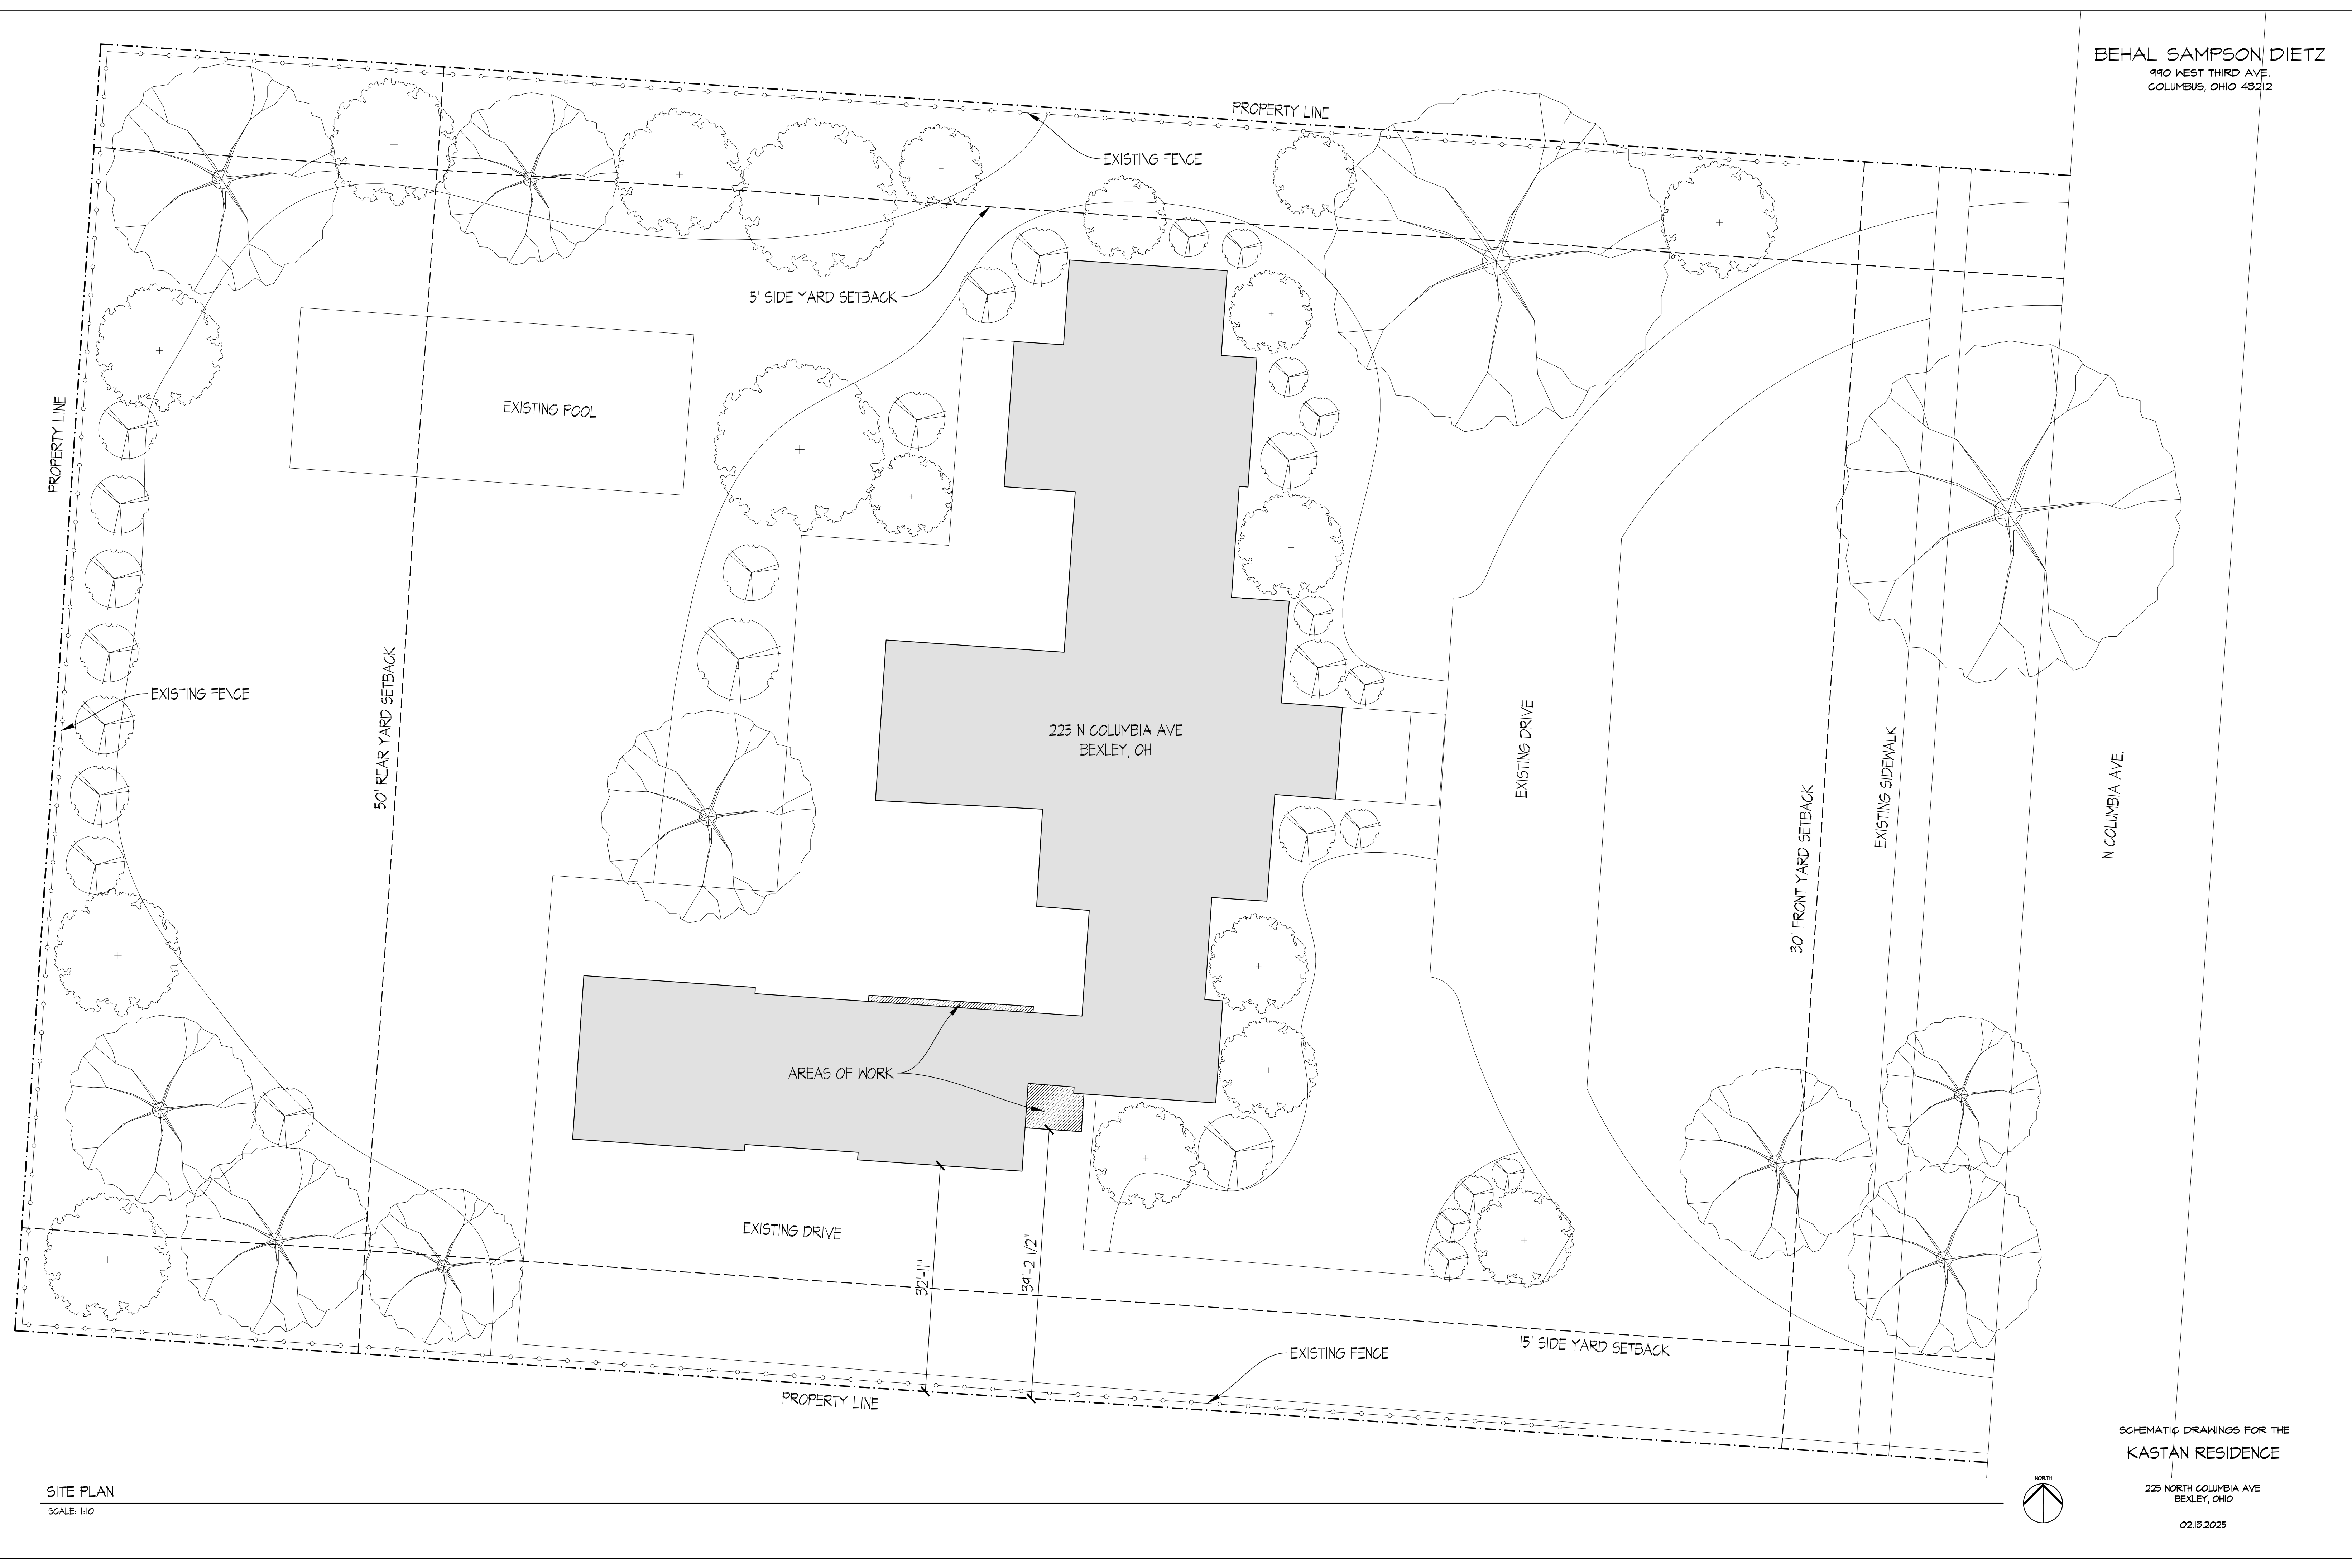 BEHAL SAMPSON DIETZ
990 WEST THIRD AVE.
COLUMBUS, OHIO 43212
PROPERTY LINE
EXISTING FENCE
15' SIDE YARD SETBACK
EXISTING POOL
PROPERTY LINE
EXISTING FENCE
50' REAR YARD SETBACK
225 N COLUMBIA AVE
BEXLEY, OH
EXISTING DRIVE
30' FRONT YARD SETBACK
EXISTING SIDEWALK
N COLUMBIA AVE.
AREAS OF WORK
EXISTING DRIVE
32'-11"
39'-2 1/2"
15' SIDE YARD SETBACK
EXISTING FENCE
PROPERTY LINE
SITE PLAN
SCALE: 1:10
NORTH
SCHEMATIC DRAWINGS FOR THE
KASTAN RESIDENCE
225 NORTH COLUMBIA AVE
BEXLEY, OHIO
02.13.2025